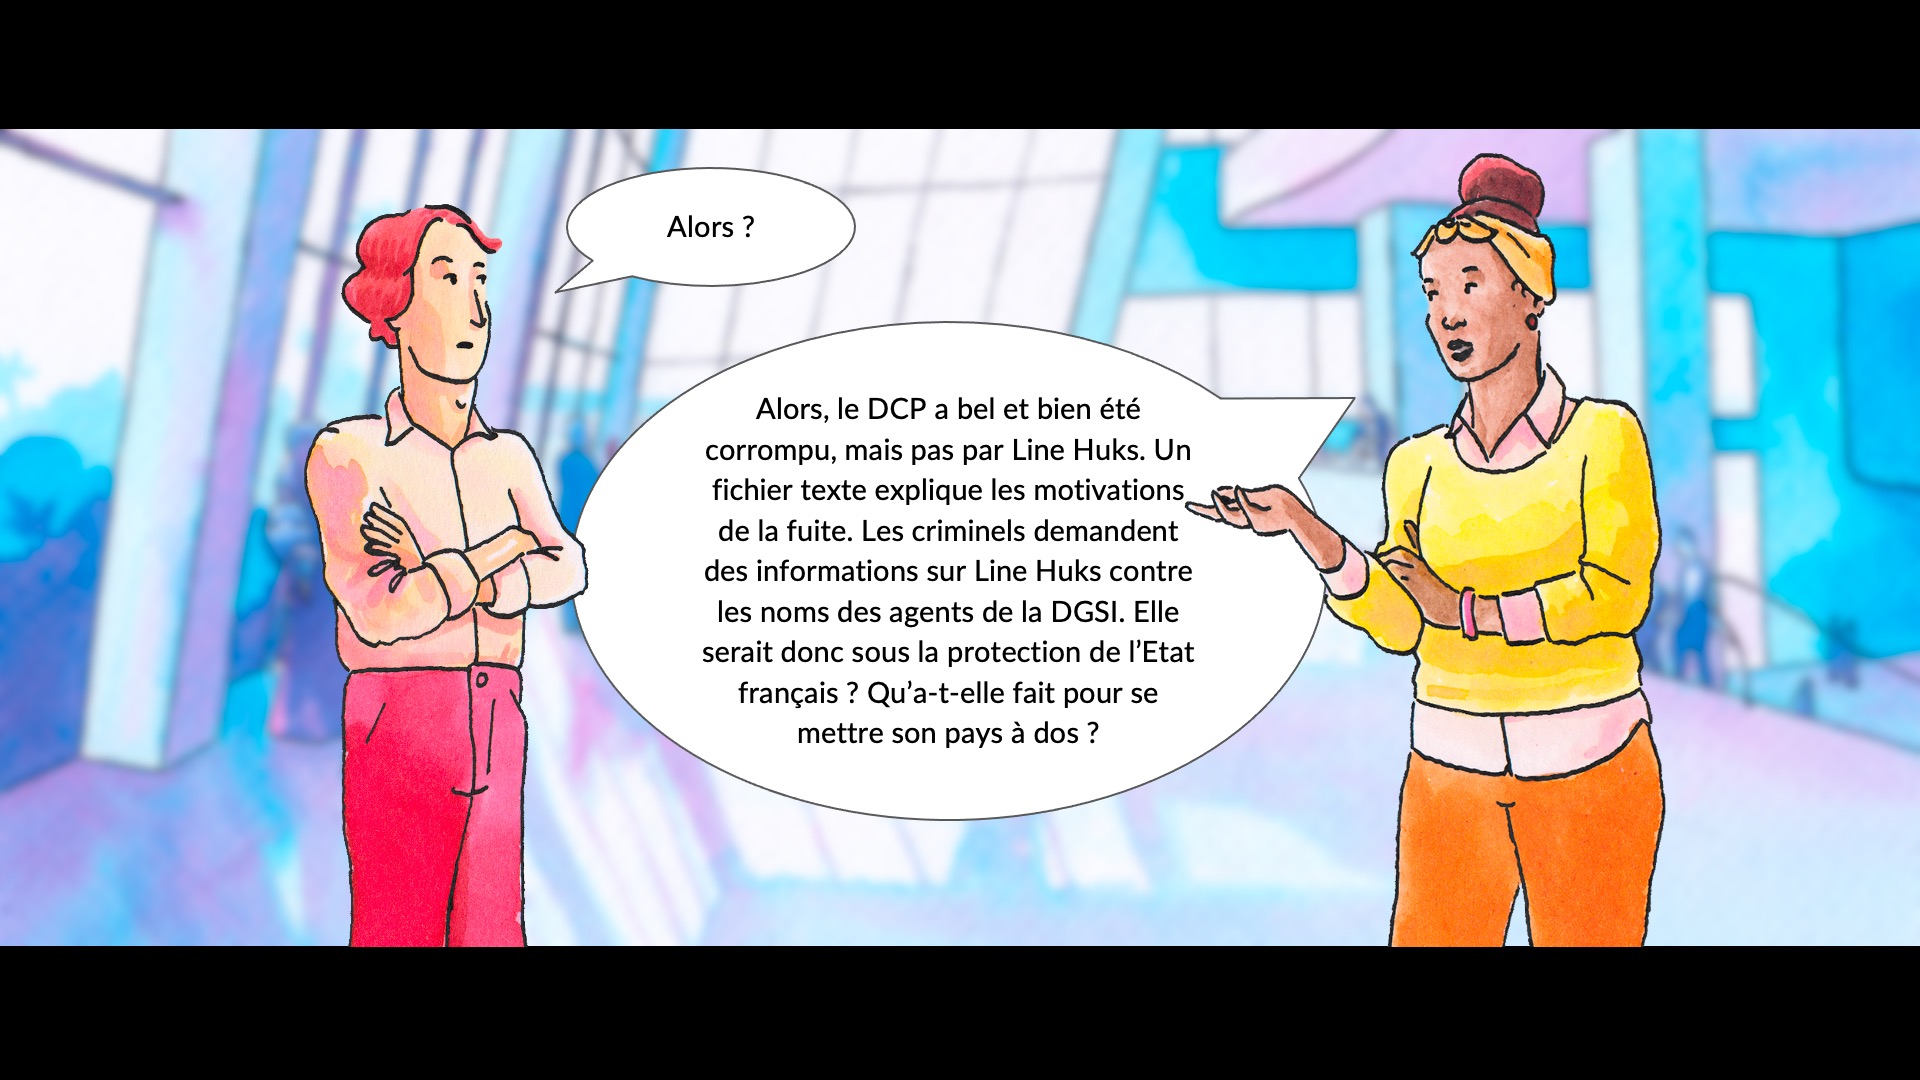 Alors ?
Alors, le DCP a bel et bien été
corrompu, mais pas par Line Huks. Un
fichier texte explique les motivations
de la fuite. Les criminels demandent
des informations sur Line Huks contre
les noms des agents de la DGSI. Elle
serait donc sous la protection de l’Etat
français ? Qu’a-t-elle fait pour se
mettre son pays à dos ?